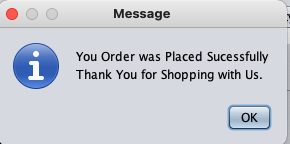 Message
You Order was Placed Sucessfully
Thank You for Shopping with Us.
OK